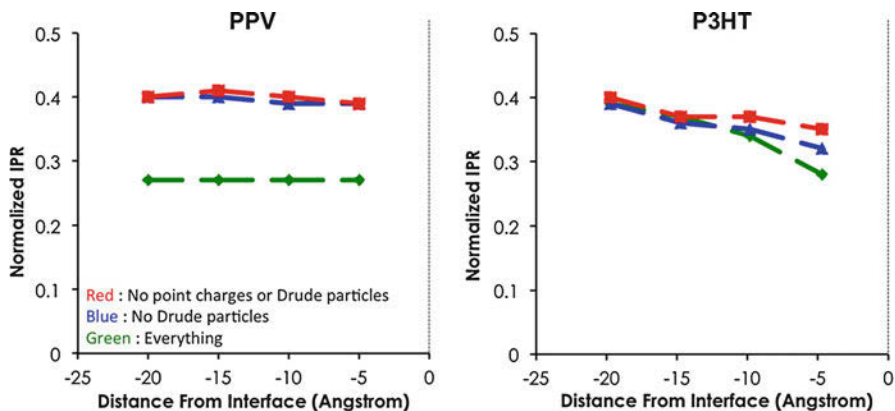 PPV
0.5
0.4
0.3
0.2
0.1
0
Normalized IPR
Red : No point charges or Drude particles
Blue : No Drude particles
Green : Everything
-25 -20 -15 -10 -5 0
Distance From Interface (Angstrom)
P3HT
0.5
0.4
0.3
0.2
0.1
0
Normalized IPR
-25 -20 -15 -10 -5 0
Distance From Interface (Angstrom)